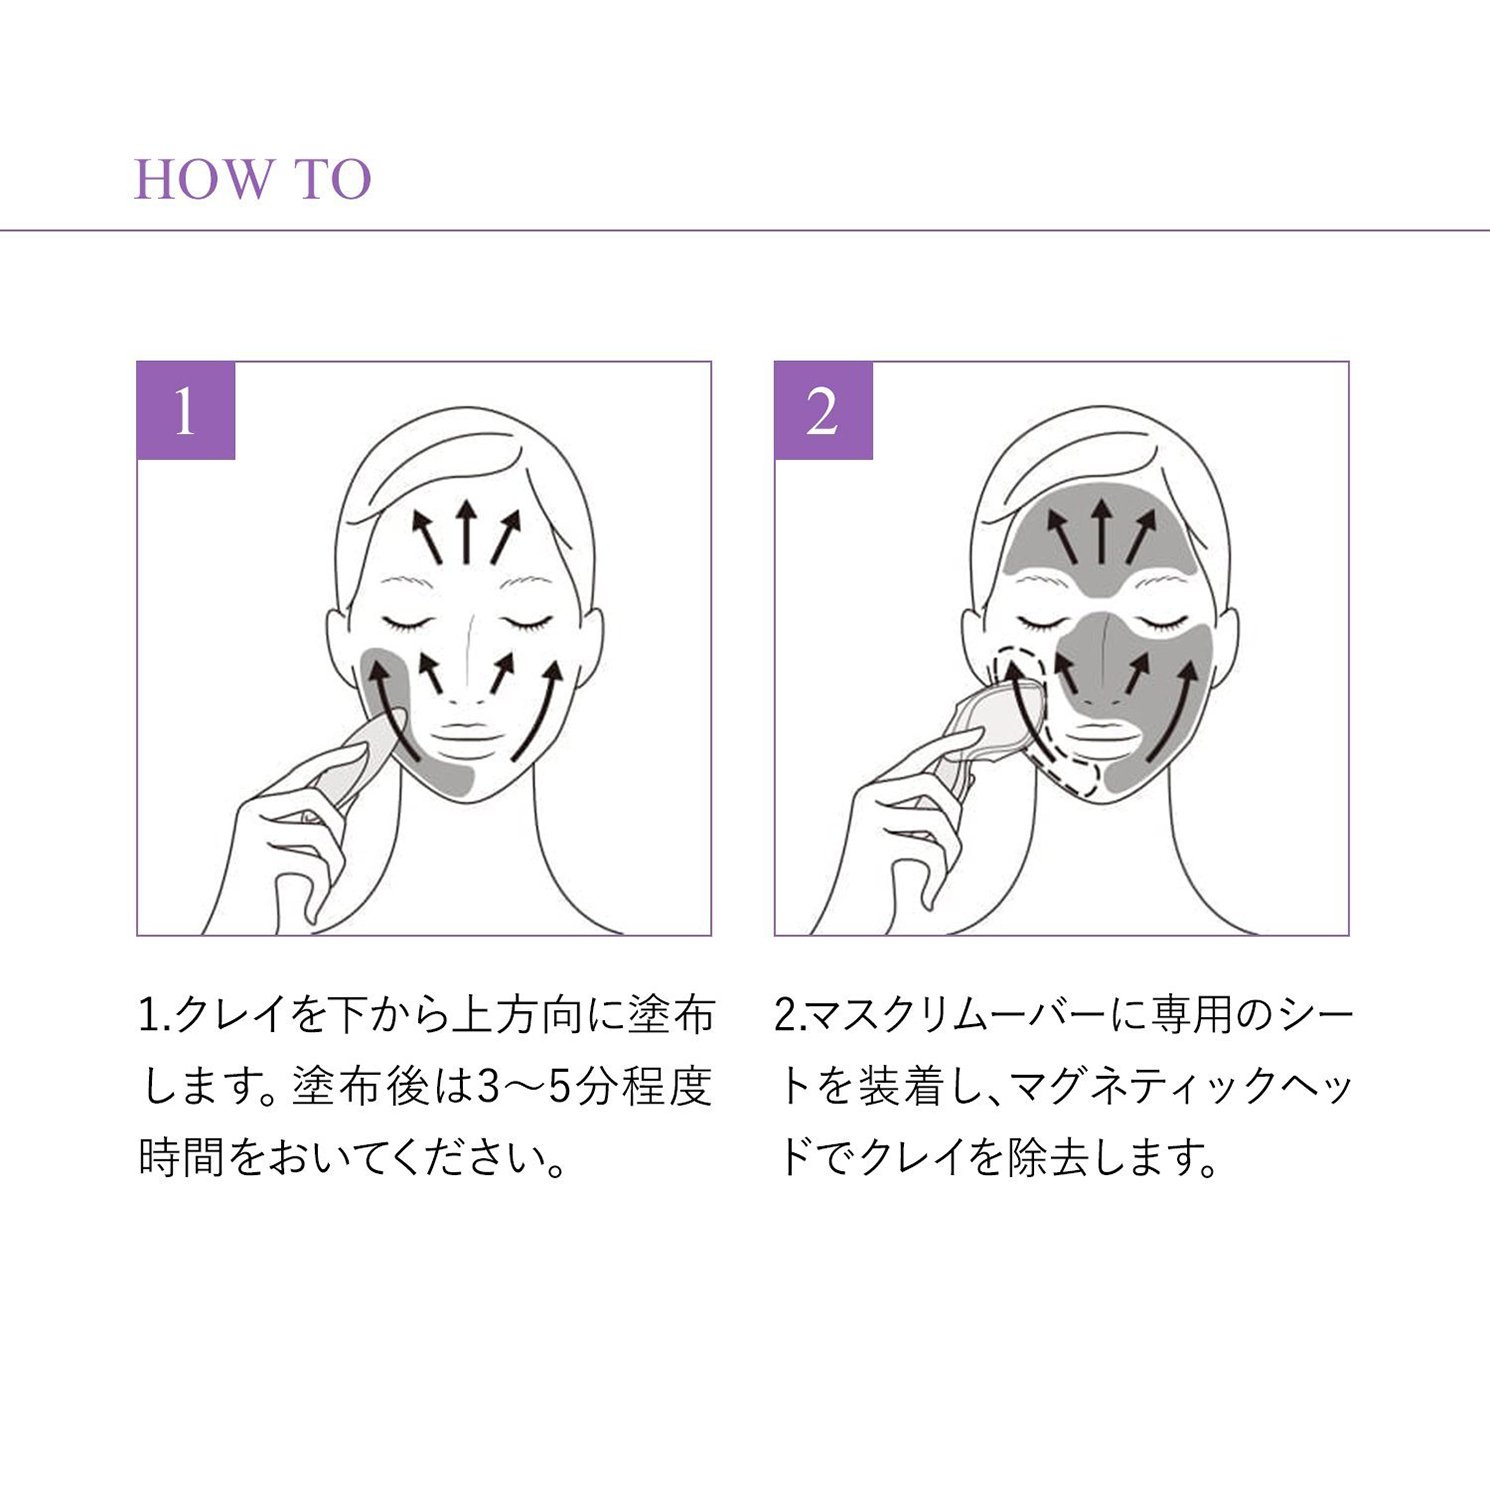 HOW TO
1
2
1.クレイを下から上方向に塗布
します。塗布後は3〜5分程度
時間をおいてください。
2.マスクリムーバーに専用のシー
トを装着し、マグネティックヘッ
ドでクレイを除去します。